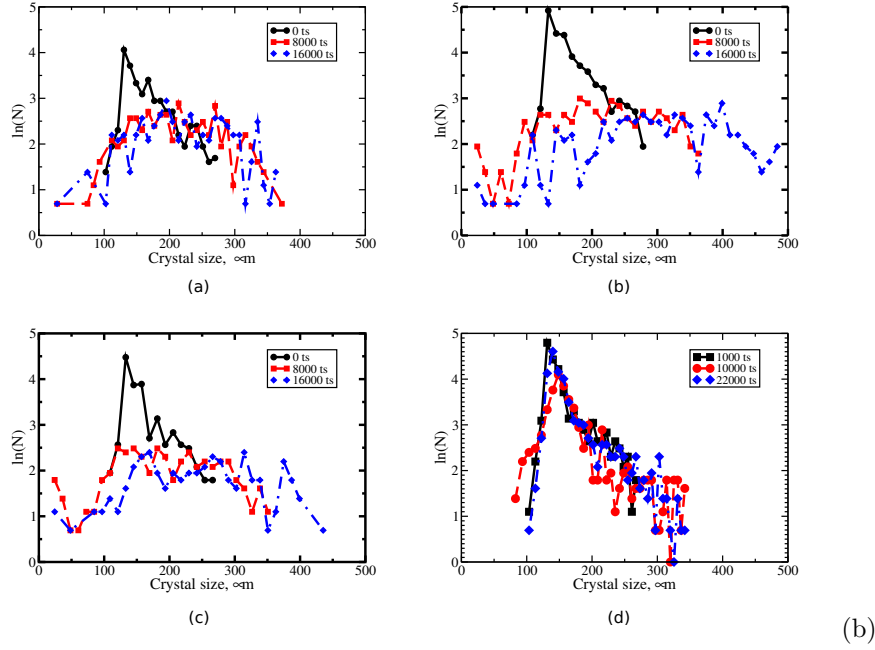 5
4
3
2
1
0
ln(N)
0 100 200 300 400 500
Crystal size, ∝m
0 ts
8000 ts
16000 ts
(a)
5
4
3
2
1
0
ln(N)
0 100 200 300 400 500
Crystal size, ∝m
0 ts
8000 ts
16000 ts
(b)
5
4
3
2
1
0
ln(N)
0 100 200 300 400 500
Crystal size, ∝m
0 ts
8000 ts
16000 ts
(c)
5
4
3
2
1
0
ln(N)
0 100 200 300 400 500
Crystal size, ∝m
1000 ts
10000 ts
22000 ts
(d)
(b)